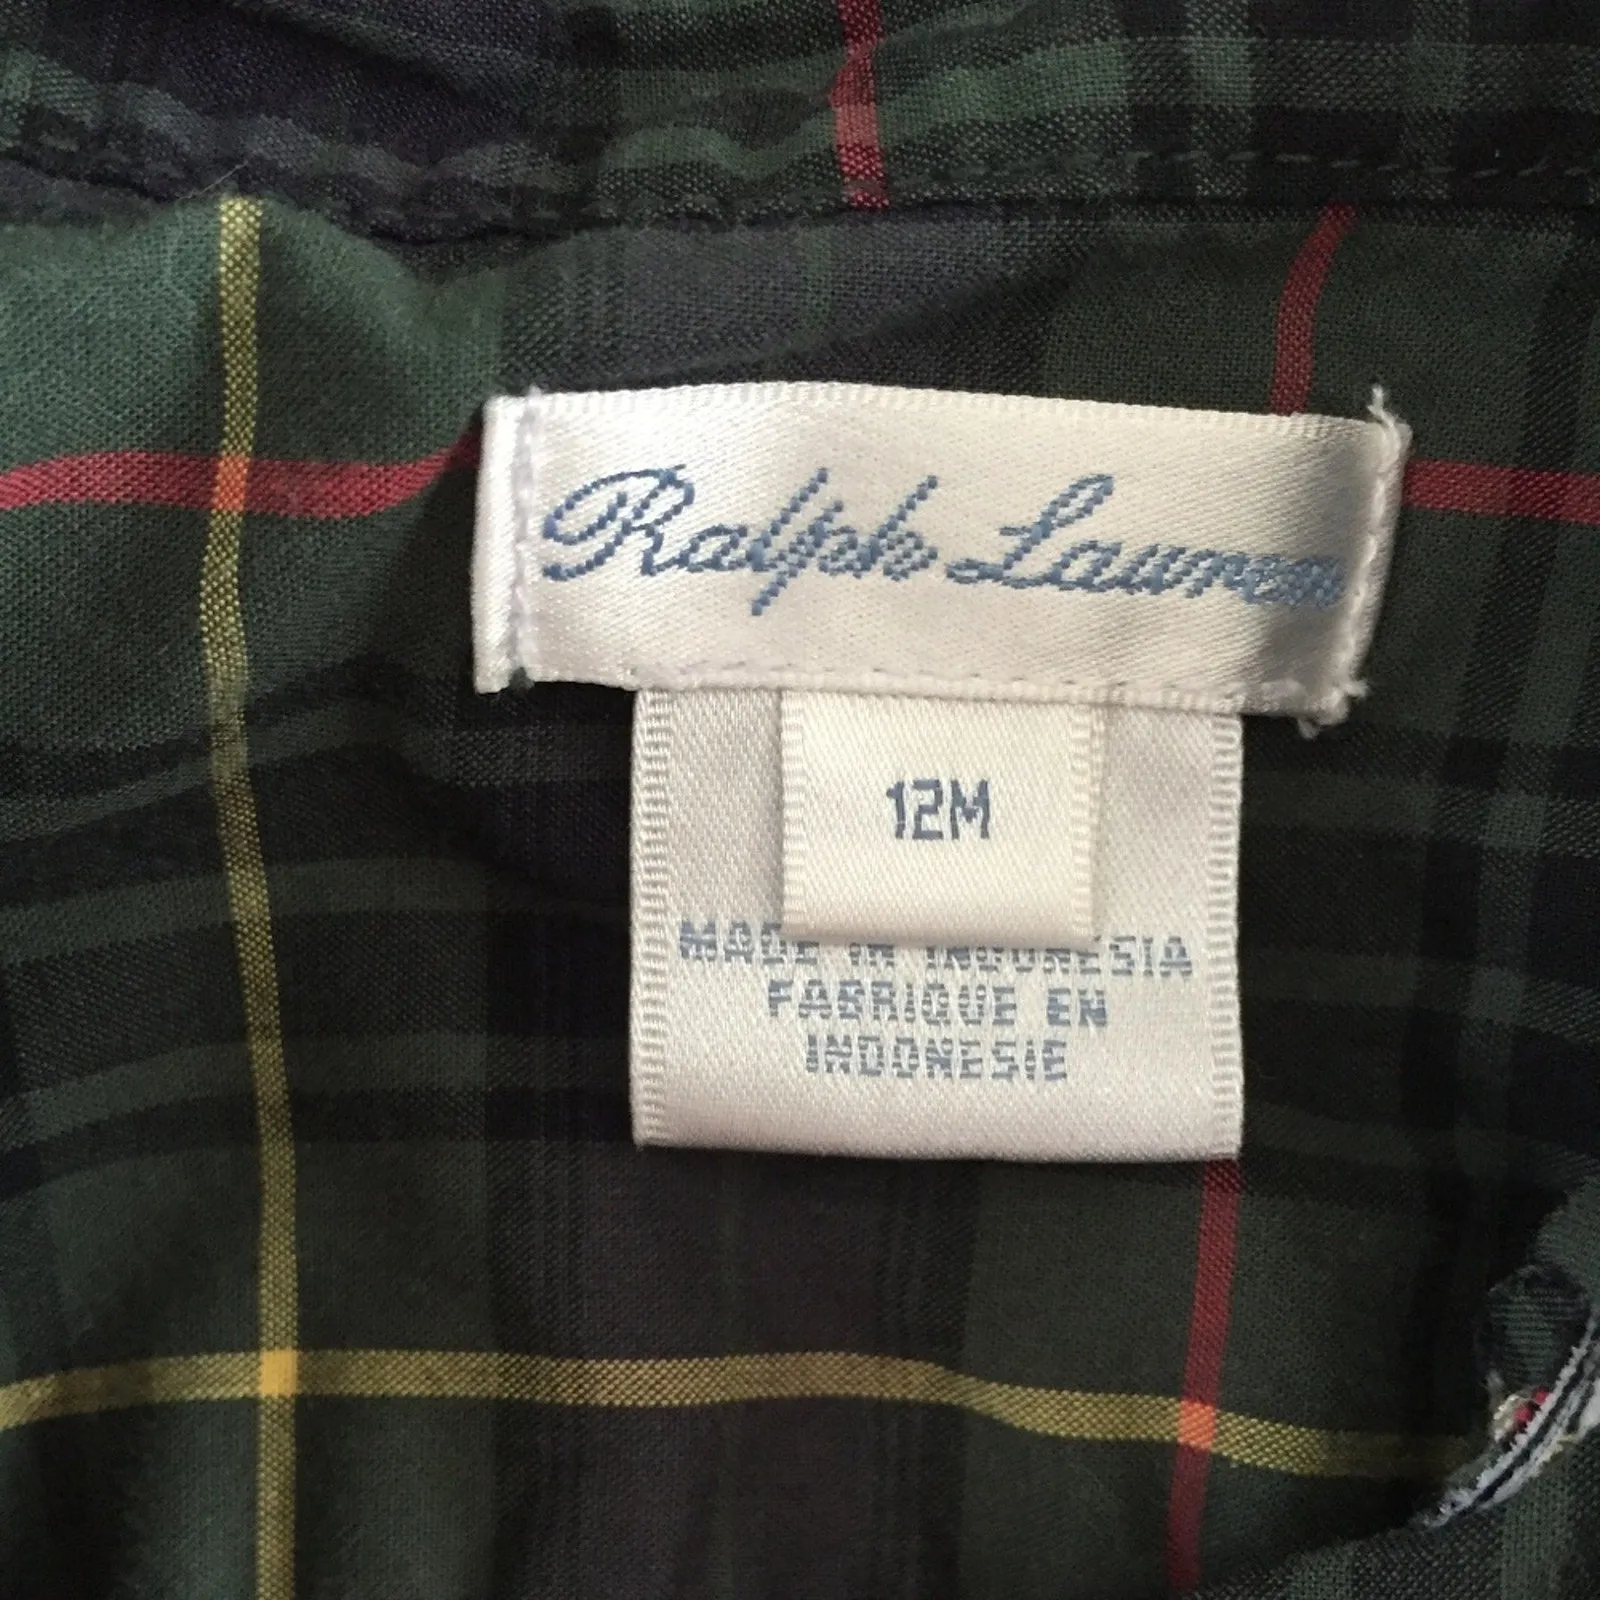 Ralph Lauren
12M
MADE IN INDONESIA
FABRIQUE EN
INDONESIE